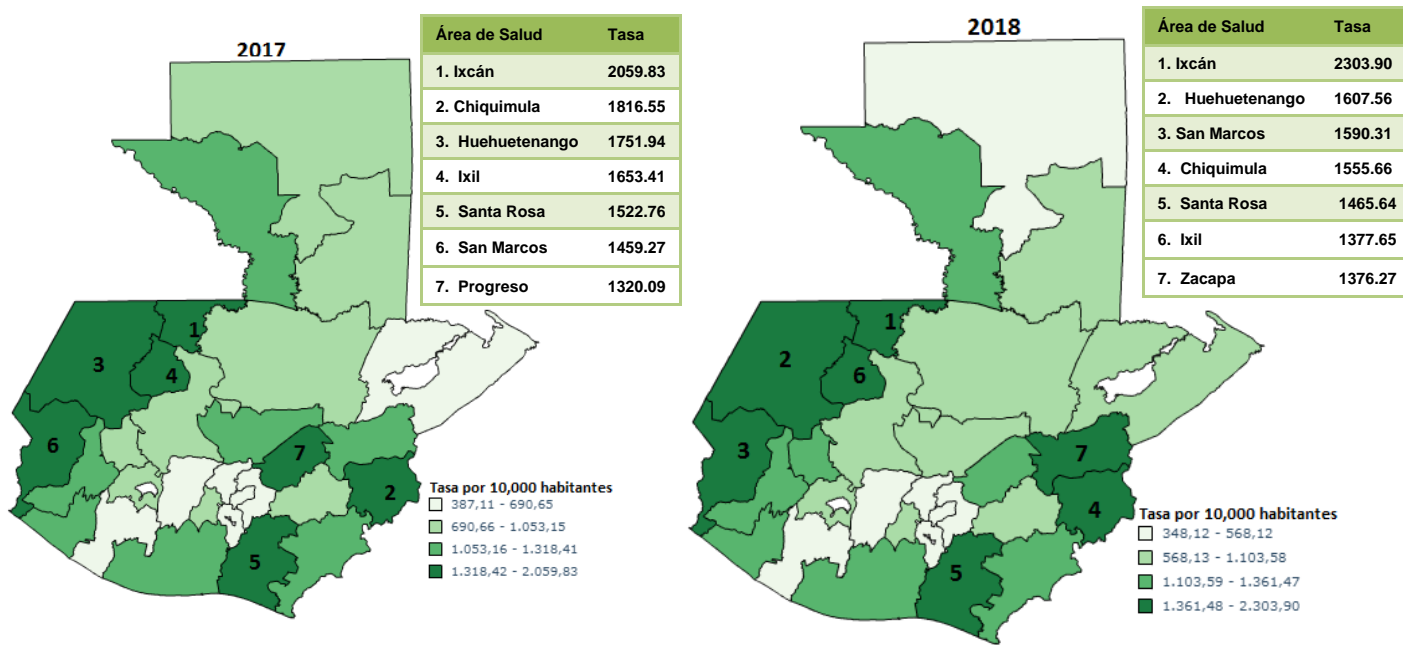 2017
Área de Salud Tasa
1. Ixcán 2059.83
2. Chiquimula 1816.55
3. Huehuetenango 1751.94
4. Ixil 1653.41
5. Santa Rosa 1522.76
6. San Marcos 1459.27
7. Progreso 1320.09
1
3
4
6
7
2
5
Tasa por 10,000 habitantes
387,11 - 690,65
690,66 - 1.053,15
1.053,16 - 1.318,41
1.318,42 - 2.059,83
2018
Área de Salud Tasa
1. Ixcán 2303.90
2. Huehuetenango 1607.56
3. San Marcos 1590.31
4. Chiquimula 1555.66
5. Santa Rosa 1465.64
6. Ixil 1377.65
7. Zacapa 1376.27
1
2
6
3
7
4
5
Tasa por 10,000 habitantes
348,12 - 568,12
568,13 - 1.103,58
1.103,59 - 1.361,47
1.361,48 - 2.303,90